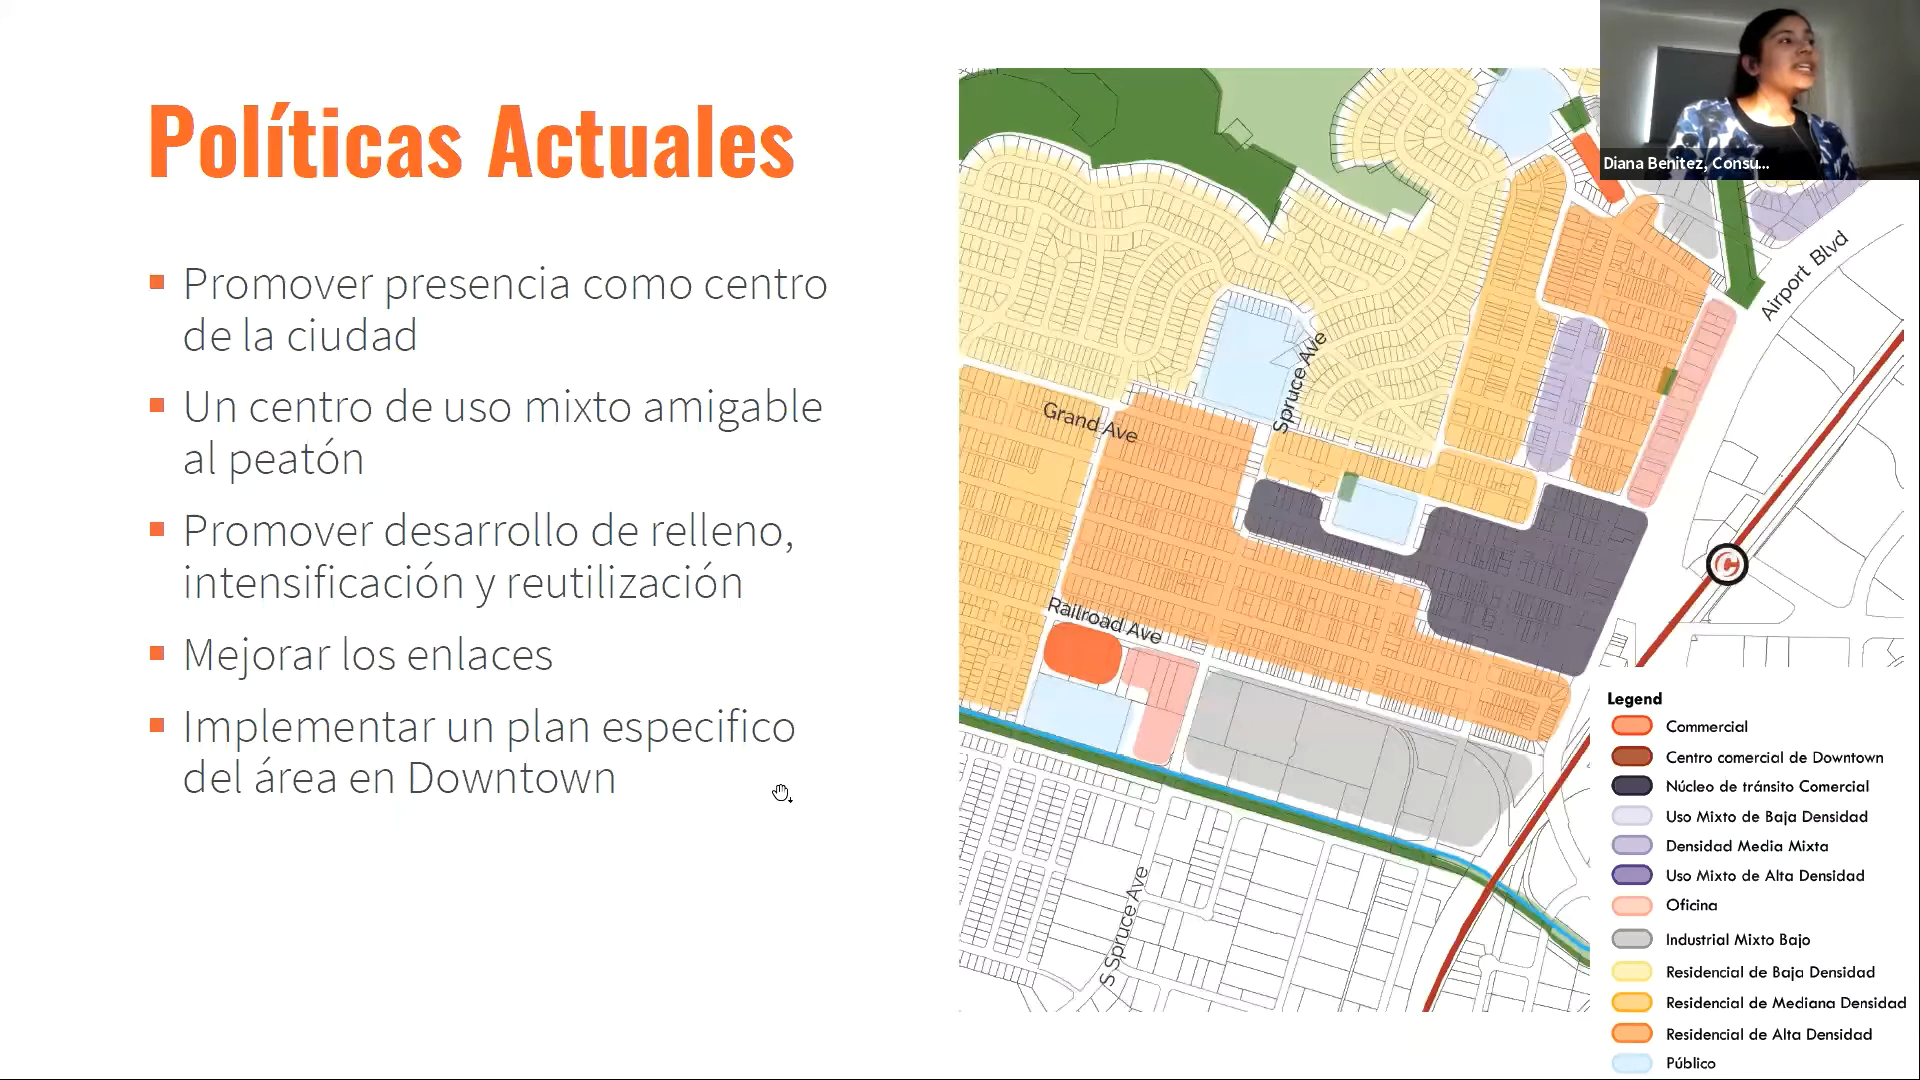 Políticas Actuales
Promover presencia como centro
de la ciudad
Un centro de uso mixto amigable
al peatón
Promover desarrollo de relleno,
intensificación y reutilización
Mejorar los enlaces
Implementar un plan especifico
del área en Downtown
Diana Benitez, Consu...
Airport Blvd
Spruce Ave
Grand Ave
Railroad Ave
S Spruce Ave
C
Legend
Commercial
Centro comercial de Downtown
Núcleo de tránsito Comercial
Uso Mixto de Baja Densidad
Densidad Media Mixta
Uso Mixto de Alta Densidad
Oficina
Industrial Mixto Bajo
Residencial de Baja Densidad
Residencial de Mediana Densidad
Residencial de Alta Densidad
Público